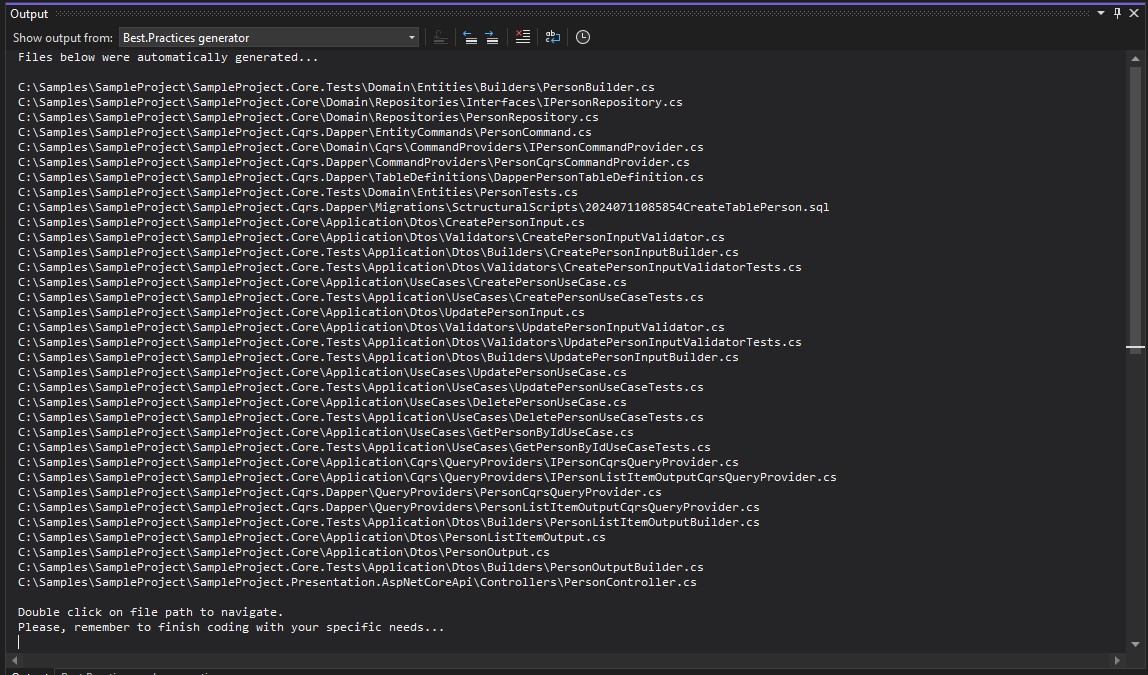 Output
Show output from: Best.Practices generator
Files below were automatically generated...
C:\Samples\SampleProject\SampleProject.Core.Tests\Domain\Entities\Builders\PersonBuilder.cs
C:\Samples\SampleProject\SampleProject.Core\Domain\Repositories\Interfaces\IPersonRepository.cs
C:\Samples\SampleProject\SampleProject.Core\Domain\Repositories\PersonRepository.cs
C:\Samples\SampleProject\SampleProject.Cqrs.Dapper\EntityCommands\PersonCommand.cs
C:\Samples\SampleProject\SampleProject.Core\Domain\Cqrs\CommandProviders\IPersonCommandProvider.cs
C:\Samples\SampleProject\SampleProject.Cqrs.Dapper\CommandProviders\PersonCqrsCommandProvider.cs
C:\Samples\SampleProject\SampleProject.Cqrs.Dapper\TableDefinitions\DapperPersonTableDefinition.cs
C:\Samples\SampleProject\SampleProject.Core.Tests\Domain\Entities\PersonTests.cs
C:\Samples\SampleProject\SampleProject.Cqrs.Dapper\Migrations\SctructuralScripts\20240711085854CreateTablePerson.sql
C:\Samples\SampleProject\SampleProject.Core\Application\Dtos\CreatePersonInput.cs
C:\Samples\SampleProject\SampleProject.Core\Application\Dtos\Validators\CreatePersonInputValidator.cs
C:\Samples\SampleProject\SampleProject.Core.Tests\Application\Dtos\Builders\CreatePersonInputBuilder.cs
C:\Samples\SampleProject\SampleProject.Core.Tests\Application\Dtos\Validators\CreatePersonInputValidatorTests.cs
C:\Samples\SampleProject\SampleProject.Core\Application\UseCases\CreatePersonUseCase.cs
C:\Samples\SampleProject\SampleProject.Core.Tests\Application\UseCases\CreatePersonUseCaseTests.cs
C:\Samples\SampleProject\SampleProject.Core\Application\Dtos\UpdatePersonInput.cs
C:\Samples\SampleProject\SampleProject.Core\Application\Dtos\Validators\UpdatePersonInputValidator.cs
C:\Samples\SampleProject\SampleProject.Core.Tests\Application\Dtos\Validators\UpdatePersonInputValidatorTests.cs
C:\Samples\SampleProject\SampleProject.Core.Tests\Application\Dtos\Builders\UpdatePersonInputBuilder.cs
C:\Samples\SampleProject\SampleProject.Core\Application\UseCases\UpdatePersonUseCase.cs
C:\Samples\SampleProject\SampleProject.Core.Tests\Application\UseCases\UpdatePersonUseCaseTests.cs
C:\Samples\SampleProject\SampleProject.Core\Application\UseCases\DeletePersonUseCase.cs
C:\Samples\SampleProject\SampleProject.Core.Tests\Application\UseCases\DeletePersonUseCaseTests.cs
C:\Samples\SampleProject\SampleProject.Core\Application\UseCases\GetPersonByIdUseCase.cs
C:\Samples\SampleProject\SampleProject.Core.Tests\Application\UseCases\GetPersonByIdUseCaseTests.cs
C:\Samples\SampleProject\SampleProject.Core\Application\Cqrs\QueryProviders\IPersonCqrsQueryProvider.cs
C:\Samples\SampleProject\SampleProject.Core\Application\Cqrs\QueryProviders\IPersonListItemOutputCqrsQueryProvider.cs
C:\Samples\SampleProject\SampleProject.Cqrs.Dapper\QueryProviders\PersonCqrsQueryProvider.cs
C:\Samples\SampleProject\SampleProject.Cqrs.Dapper\QueryProviders\PersonListItemOutputCqrsQueryProvider.cs
C:\Samples\SampleProject\SampleProject.Core.Tests\Application\Dtos\Builders\PersonListItemOutputBuilder.cs
C:\Samples\SampleProject\SampleProject.Core\Application\Dtos\PersonListItemOutput.cs
C:\Samples\SampleProject\SampleProject.Core\Application\Dtos\PersonOutput.cs
C:\Samples\SampleProject\SampleProject.Core.Tests\Application\Dtos\Builders\PersonOutputBuilder.cs
C:\Samples\SampleProject\SampleProject.Presentation.AspNetCoreApi\Controllers\PersonController.cs
Double click on file path to navigate.
Please, remember to finish coding with your specific needs...